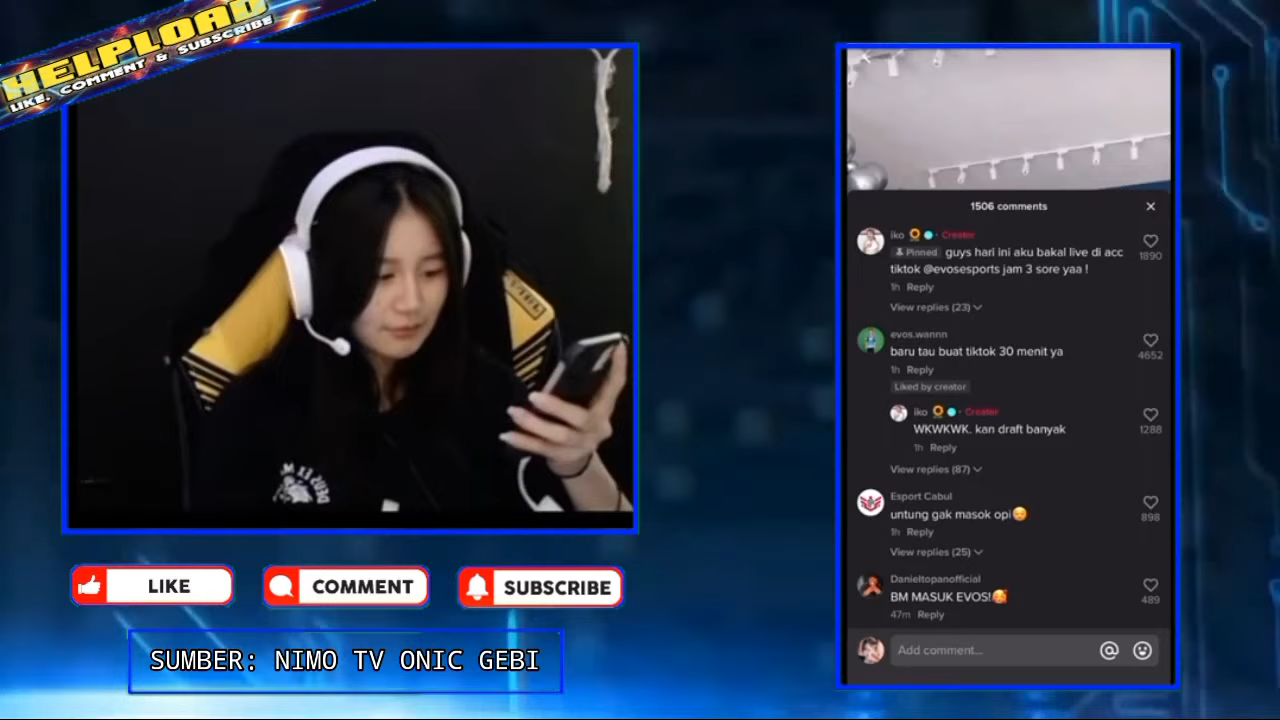 HELPLOAD
LIKE, COMMENT & SUBSCRIBE
1506 comments
iko Creator
Pinned guys hari ini aku bakal live di acc
tiktok @evosesports jam 3 sore yaa !
1890
1h Reply
View replies (23)
evos.wannn
baru tau buat tiktok 30 menit ya
4652
1h Reply
Liked by creator
iko Creator
WKWKWK. kan draft banyak
1288
1h Reply
View replies (87)
Esport Cabul
untung gak masok opi
898
1h Reply
View replies (25)
Danieltopanofficial
BM MASUK EVOS!
489
47m Reply
Add comment...
LIKE
COMMENT
SUBSCRIBE
SUMBER: NIMO TV ONIC GEBI